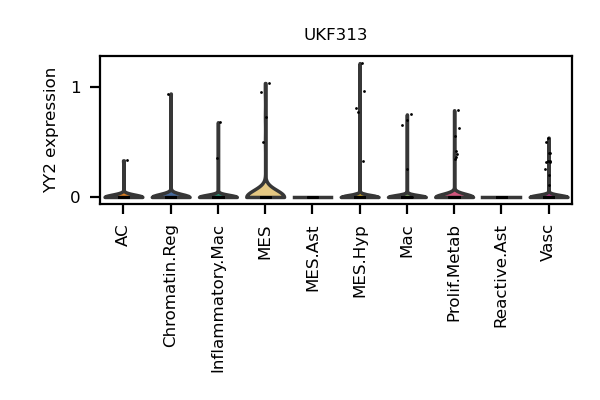 UKF313
YY2 expression
1
0
AC
Chromatin.Reg
Inflammatory.Mac
MES
MES.Ast
MES.Hyp
Mac
Prolif.Metab
Reactive.Ast
Vasc